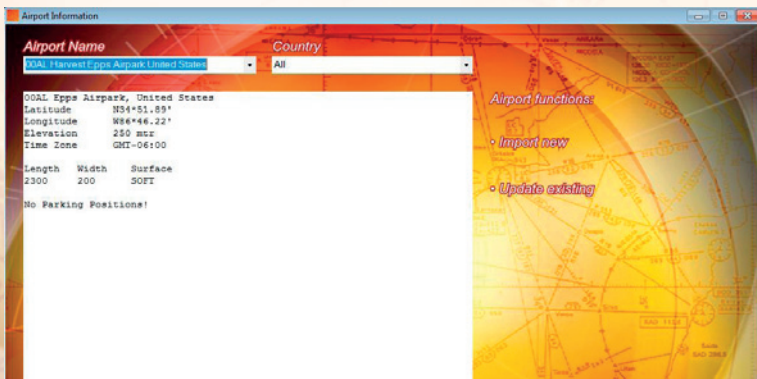 Airport Information
Airport Name
Country
00AL Harvest Epps Airpark United States
All
00AL Epps Airpark, United States
Latitude N34*51.89'
Longitude W86*46.22'
Elevation 250 mtr
Time Zone GMT-06:00
Length Width Surface
2300 200 SOFT
No Parking Positions!
Airport functions:
• Import new
• Update existing